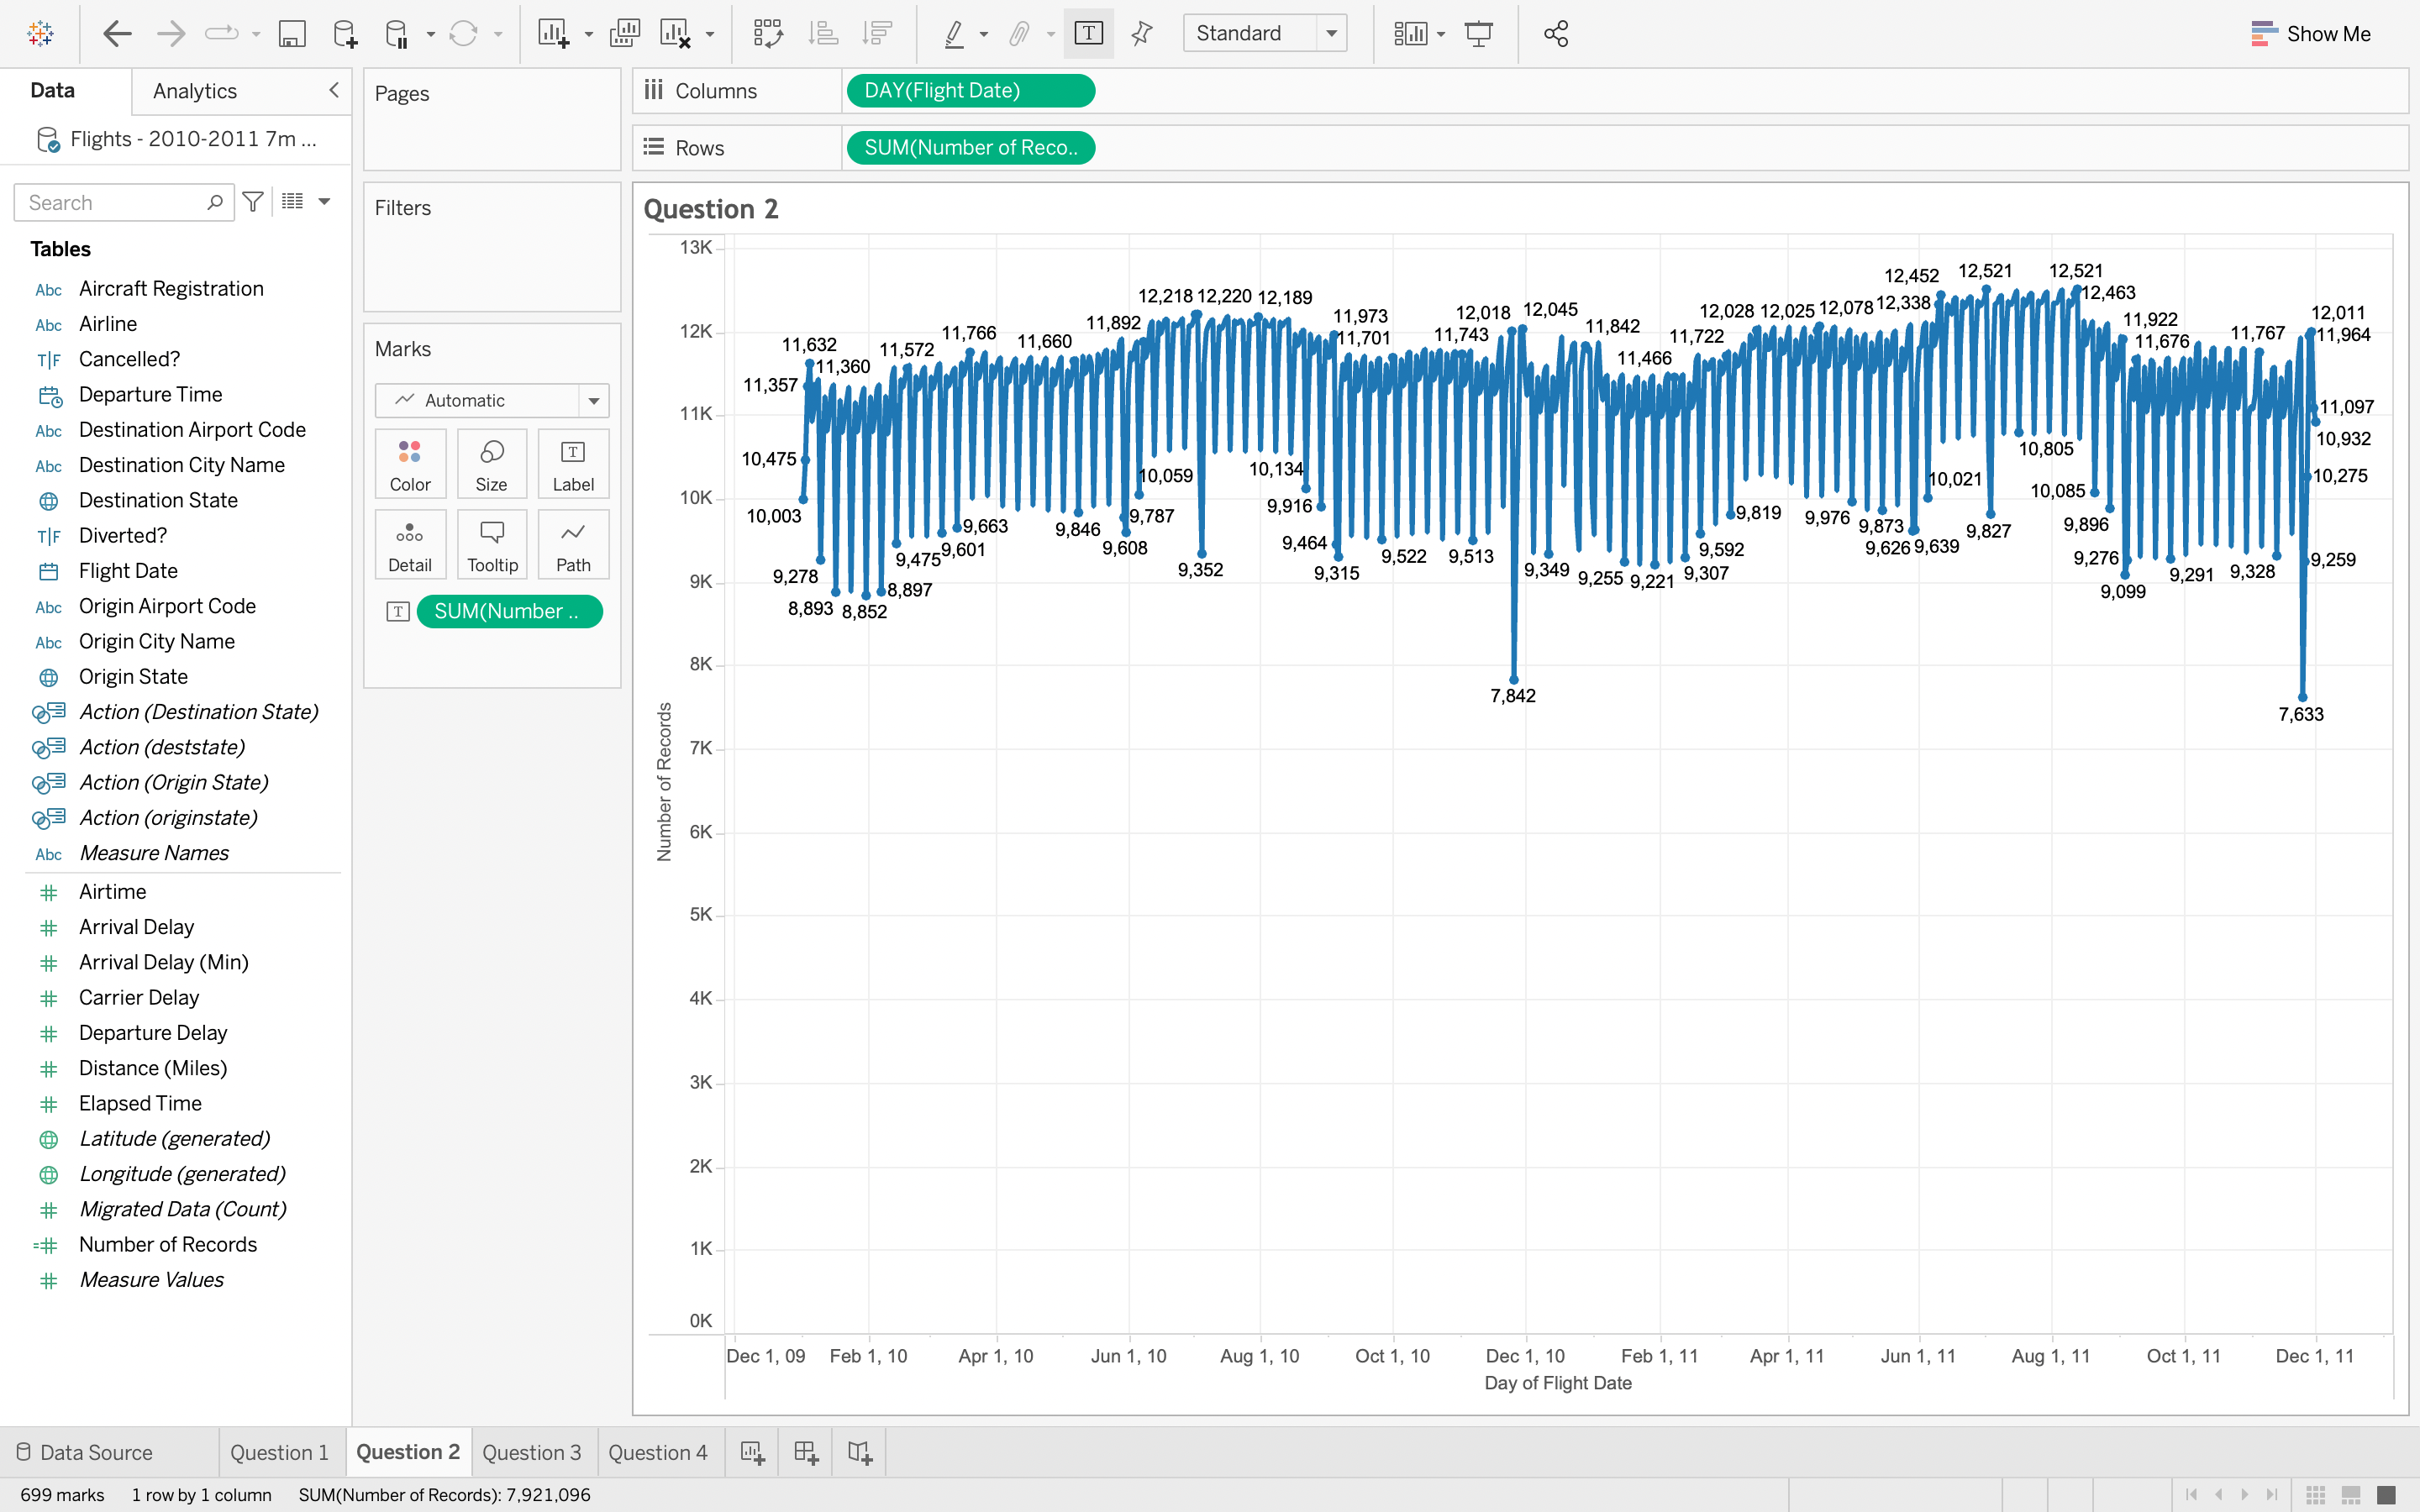 Standard
Show Me
Data
Analytics
Flights - 2010-2011 7m ...
Search
Tables
Abc Aircraft Registration
Abc Airline
T|F Cancelled?
Departure Time
Abc Destination Airport Code
Abc Destination City Name
Destination State
T|F Diverted?
Flight Date
Abc Origin Airport Code
Abc Origin City Name
Origin State
Action (Destination State)
Action (deststate)
Action (Origin State)
Action (originstate)
Abc Measure Names
Airtime
Arrival Delay
Arrival Delay (Min)
Carrier Delay
Departure Delay
Distance (Miles)
Elapsed Time
Latitude (generated)
Longitude (generated)
Migrated Data (Count)
Number of Records
Measure Values
Pages
Filters
Marks
Automatic
Color Size Label
Detail Tooltip Path
SUM(Number ..
Columns DAY(Flight Date)
Rows SUM(Number of Reco..
Question 2
13K
12K
11K
10K
9K
8K
7K
6K
5K
4K
3K
2K
1K
0K
Number of Records
12,452 12,521 12,521
12,463
12,218 12,220 12,189
12,018 12,045
12,028 12,025 12,078 12,338
11,973
11,892
11,842
11,922
12,011
11,766
11,701
11,743
11,722
11,767
11,964
11,632
11,572
11,660
11,466
11,676
11,360
11,357
11,097
10,932
10,475
10,059
10,134
10,805
10,275
10,021
10,003
9,663
9,846
9,787
9,916
9,819
9,976
9,873
9,827
10,085
9,896
9,475
9,601
9,608
9,464
9,522
9,513
9,592
9,626
9,639
9,276
9,259
9,278
9,352
9,315
9,349
9,255
9,221
9,307
9,291
9,328
9,099
8,893
8,852
8,897
7,842
7,633
Dec 1, 09 Feb 1, 10 Apr 1, 10 Jun 1, 10 Aug 1, 10 Oct 1, 10 Dec 1, 10 Feb 1, 11 Apr 1, 11 Jun 1, 11 Aug 1, 11 Oct 1, 11 Dec 1, 11
Day of Flight Date
Data Source Question 1 Question 2 Question 3 Question 4
699 marks 1 row by 1 column SUM(Number of Records): 7,921,096